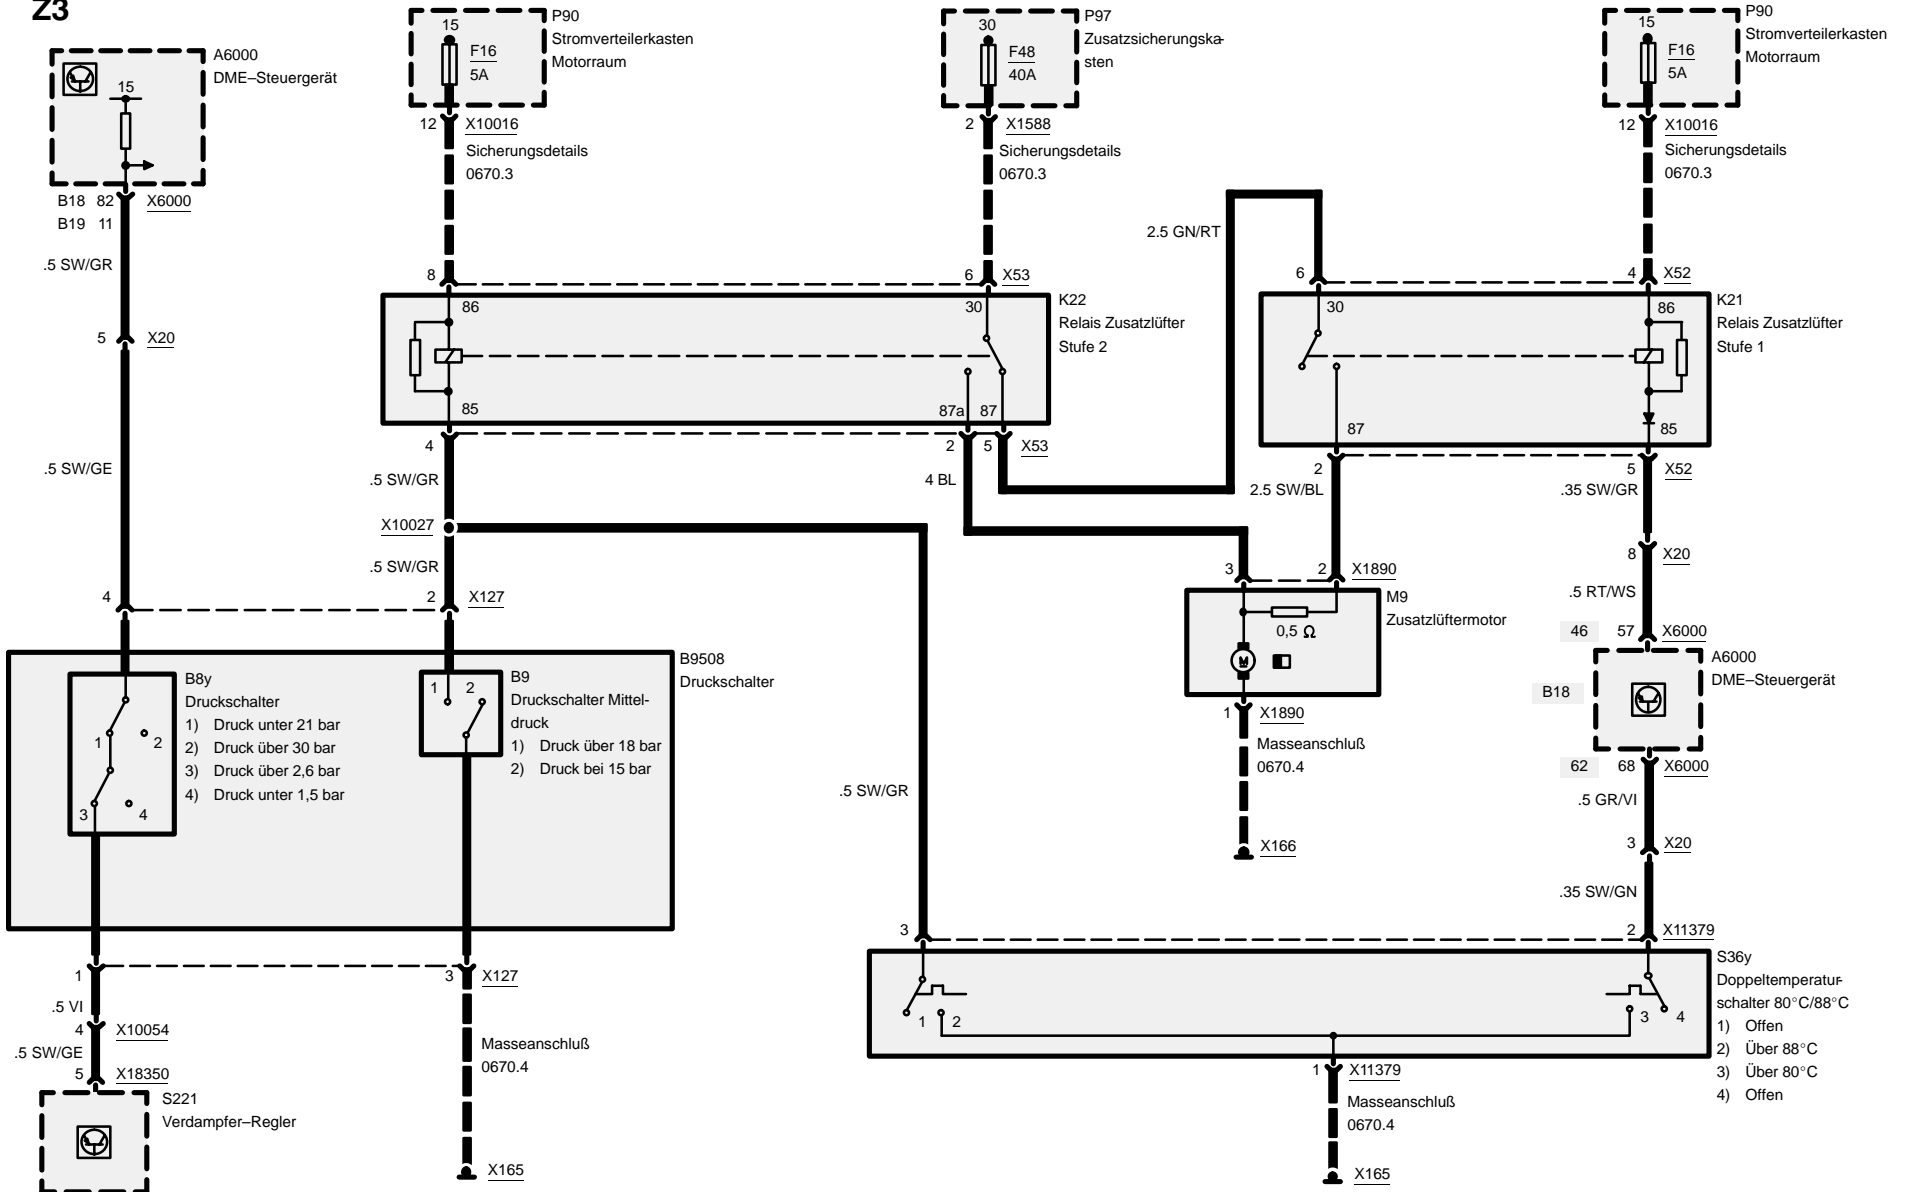 Z3
A6000
DME–Steuergerät
15
B18 82 X6000
B19 11
.5 SW/GR
5 X20
.5 SW/GE
4
P90
Stromverteilerkasten
Motorraum
15
F16
5A
12 X10016
Sicherungsdetails
0670.3
P97
Zusatzsicherungska-
sten
30
F48
40A
2 X1588
Sicherungsdetails
0670.3
P90
Stromverteilerkasten
Motorraum
15
F16
5A
12 X10016
Sicherungsdetails
0670.3
2.5 GN/RT
8 6 X53
86 30
K22
Relais Zusatzlüfter
Stufe 2
85 87a 87
4 2 5 X53
.5 SW/GR
4 BL
X10027
.5 SW/GR
2 X127
6 4 X52
30 86
K21
Relais Zusatzlüfter
Stufe 1
87 85
2 5 X52
2.5 SW/BL
.35 SW/GR
8 X20
.5 RT/WS
46 57 X6000
A6000
DME–Steuergerät
B18
62 68 X6000
.5 GR/VI
3 X20
.35 SW/GN
3 2 X1890
M9
Zusatzlüftermotor
0,5 Ω
M
1 X1890
Masseanschluß
0670.4
X166
B9508
Druckschalter
B8y
Druckschalter
1) Druck unter 21 bar
2) Druck über 30 bar
3) Druck über 2,6 bar
4) Druck unter 1,5 bar
1 2
3 4
B9
Druckschalter Mittel-
druck
1) Druck über 18 bar
2) Druck bei 15 bar
1 2
1 3 X127
.5 VI
4 X10054
.5 SW/GE
5 X18350
S221
Verdampfer–Regler
Masseanschluß
0670.4
X165
.5 SW/GR
3 2 X11379
S36y
Doppeltemperatur-
schalter 80°C/88°C
1) Offen
2) Über 88°C
3) Über 80°C
4) Offen
1 2 3 4
1 X11379
Masseanschluß
0670.4
X165